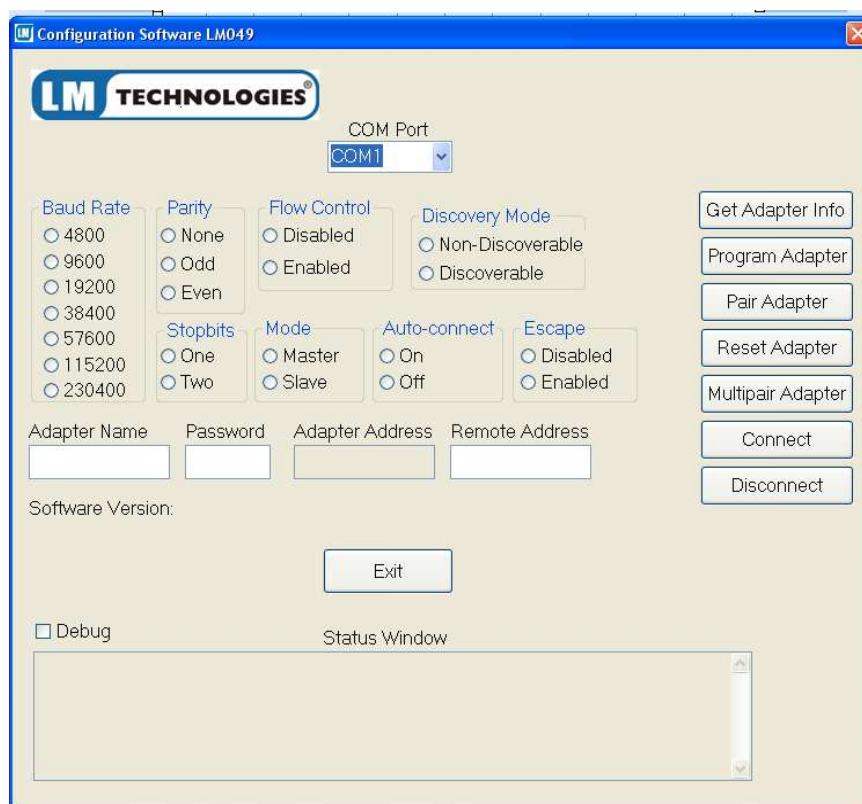 LM Configuration Software LM049
LM TECHNOLOGIES®
COM Port
COM1
Baud Rate
4800
9600
19200
38400
57600
115200
230400
Parity
None
Odd
Even
Flow Control
Disabled
Enabled
Discovery Mode
Non-Discoverable
Discoverable
Stopbits
One
Two
Mode
Master
Slave
Auto-connect
On
Off
Escape
Disabled
Enabled
Get Adapter Info
Program Adapter
Pair Adapter
Reset Adapter
Multipair Adapter
Connect
Disconnect
Adapter Name
Password
Adapter Address
Remote Address
Software Version:
Exit
Debug
Status Window